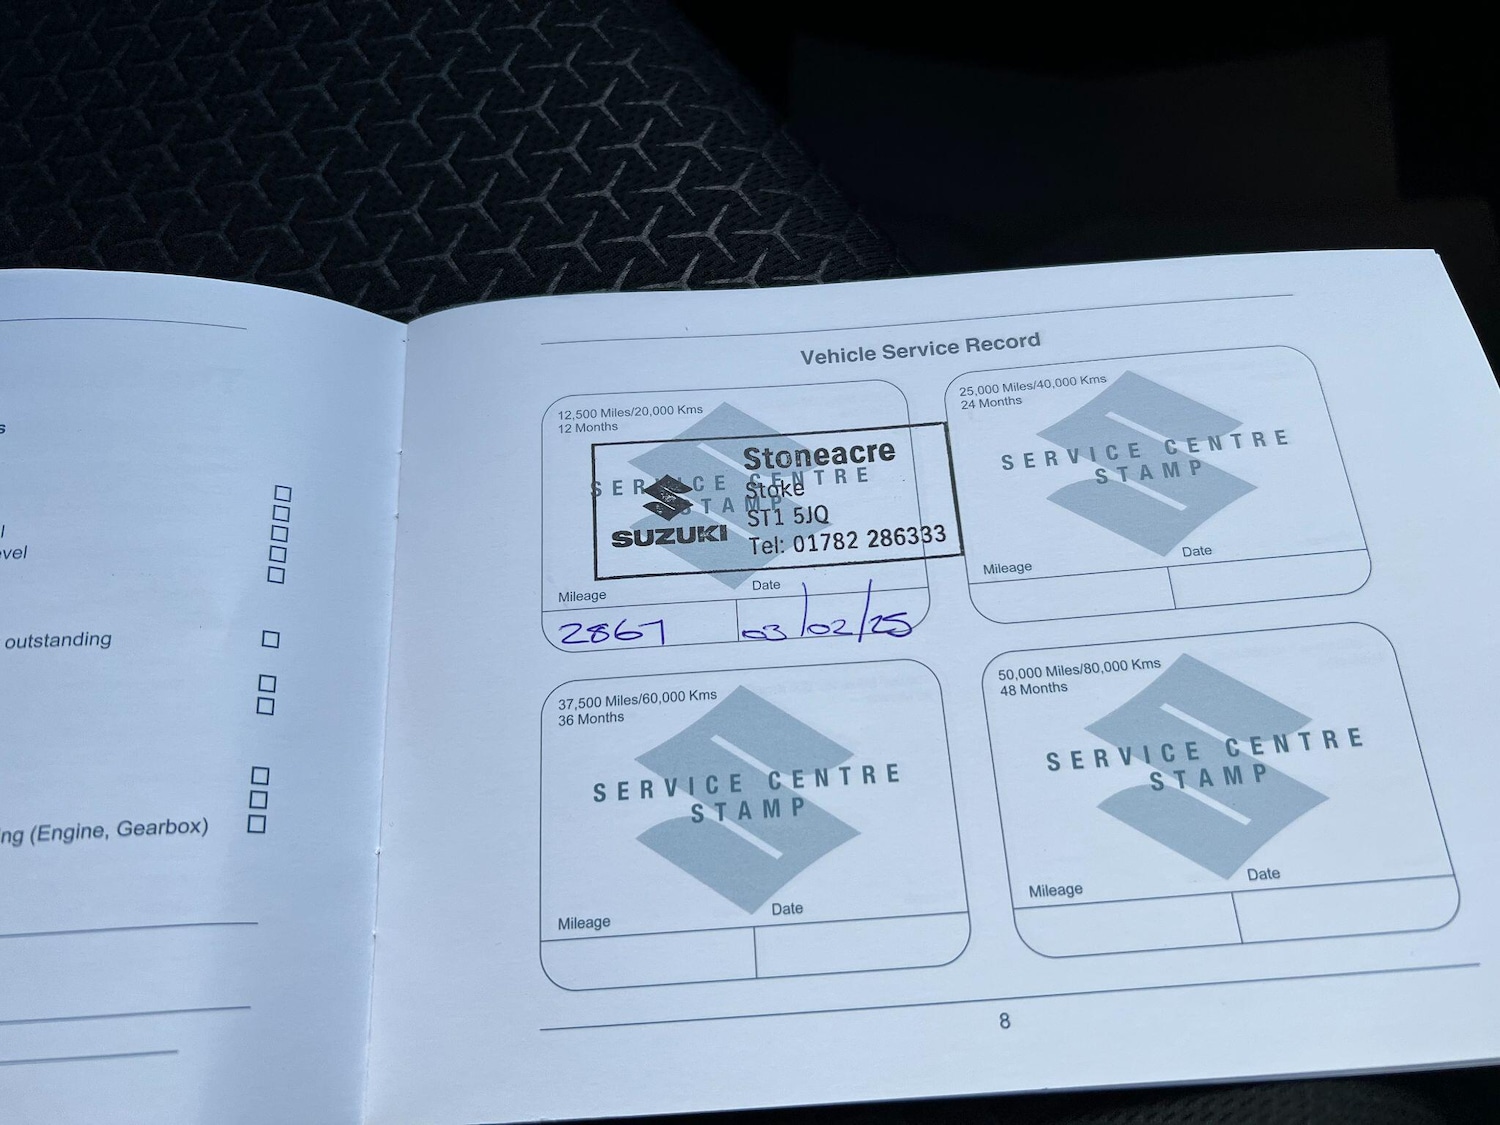 s
l
evel
outstanding
ng (Engine, Gearbox)
Vehicle Service Record
12,500 Miles/20,000 Kms
12 Months
SERVICE CENTRE
STAMP
Stoneacre
Stoke
ST1 5JQ
Tel: 01782 286333
SUZUKI
Mileage
Date
2867
03/02/25
25,000 Miles/40,000 Kms
24 Months
SERVICE CENTRE
STAMP
Mileage
Date
37,500 Miles/60,000 Kms
36 Months
SERVICE CENTRE
STAMP
Mileage
Date
50,000 Miles/80,000 Kms
48 Months
SERVICE CENTRE
STAMP
Mileage
Date
8